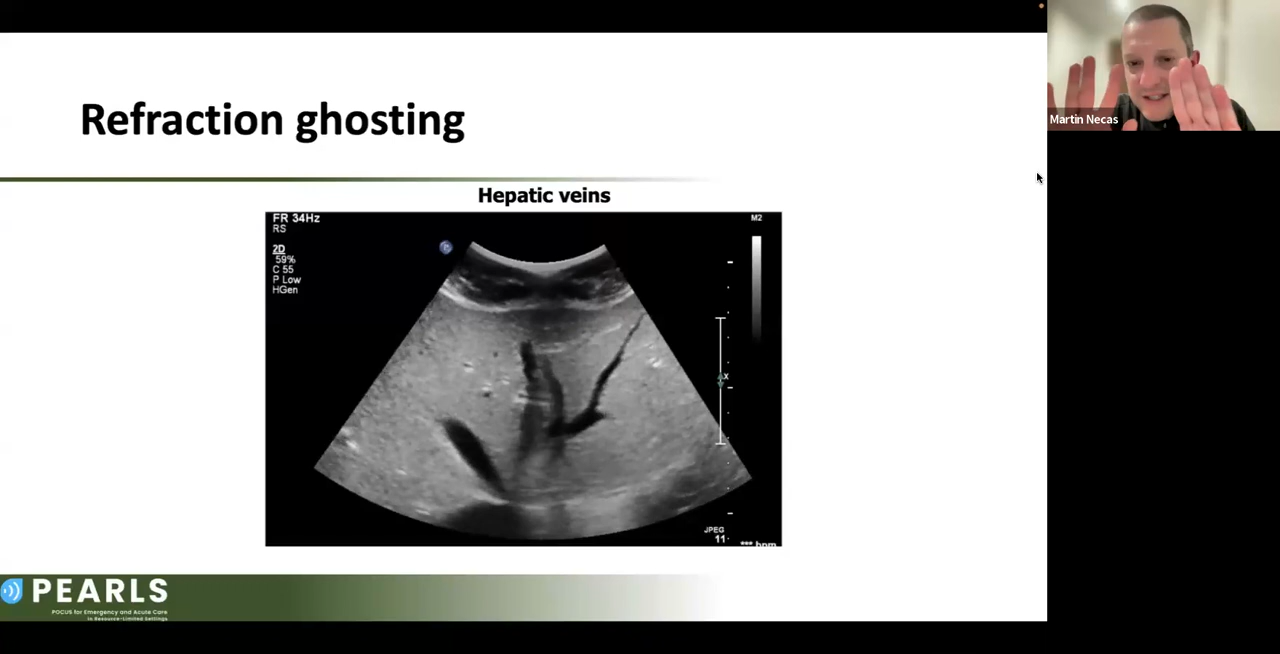 Refraction ghosting
Martin Necas
Hepatic veins
FR 34Hz
RS
M2
2D
59%
C 55
P Low
HGen
x
JPEG
11
*** bpm
PEARLS
POCUS for Emergency and Acute Care
in Resource-Limited Settings